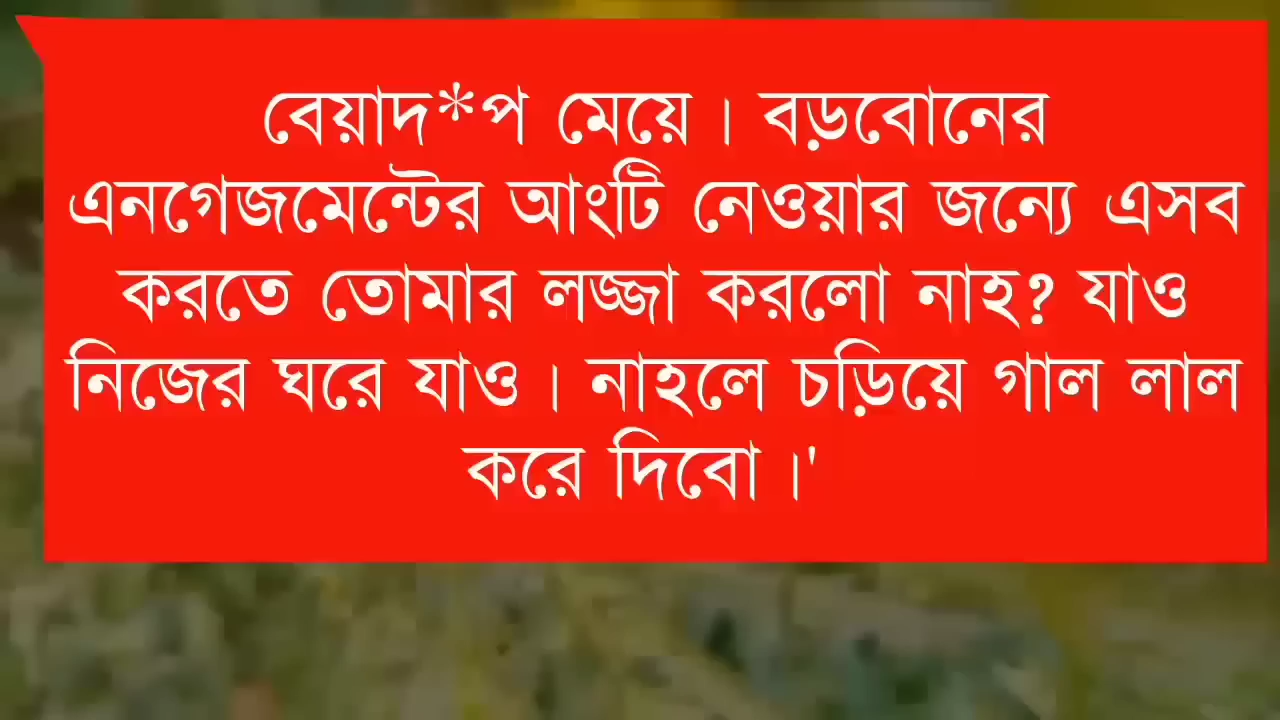 বেয়াদ*প মেয়ে। বড়বোনের
এনগেজমেন্টের আংটি নেওয়ার জন্যে এসব
করতে তোমার লজ্জা করলো নাহ? যাও
নিজের ঘরে যাও। নাহলে চড়িয়ে গাল লাল
করে দিবো।'